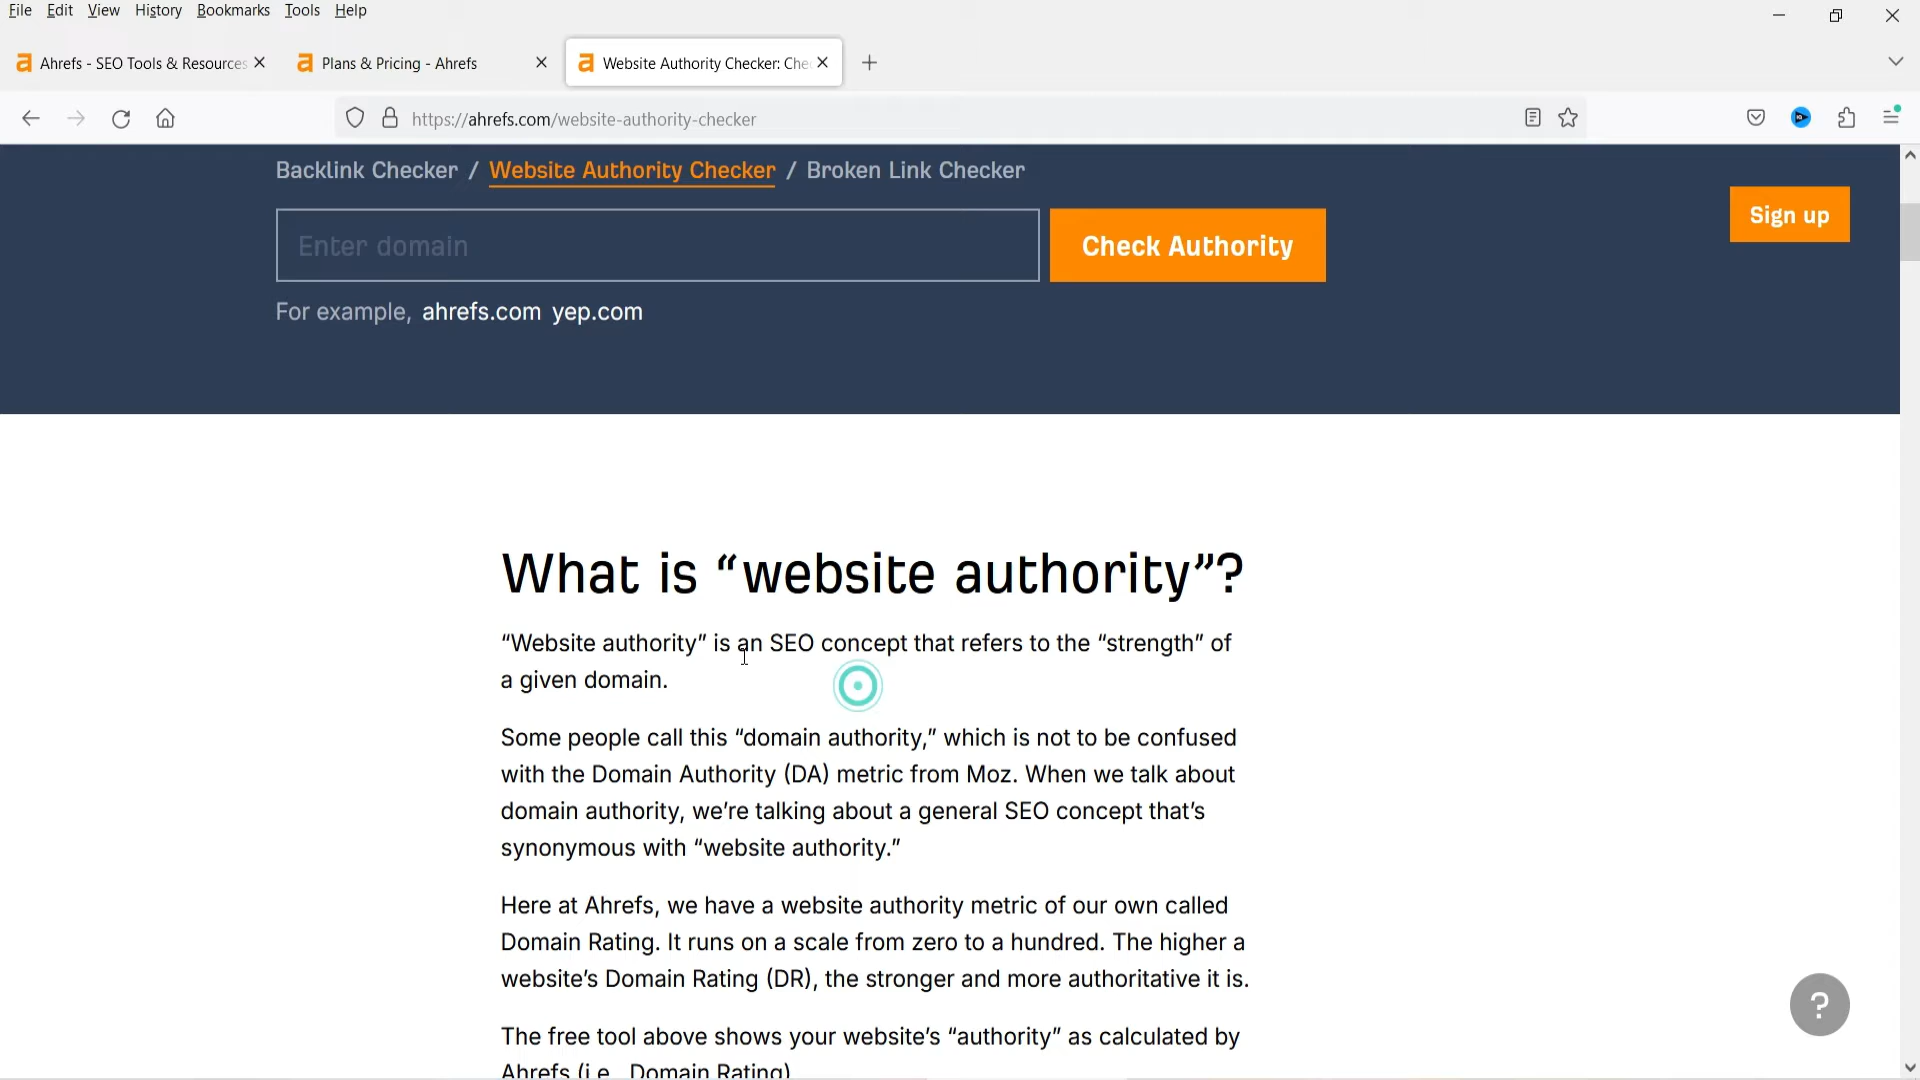 File Edit View History Bookmarks Tools Help
Ahrefs - SEO Tools & Resources
Plans & Pricing - Ahrefs
Website Authority Checker: Che
https://ahrefs.com/website-authority-checker
Backlink Checker / Website Authority Checker / Broken Link Checker
Sign up
Enter domain
Check Authority
For example, ahrefs.com yep.com
What is “website authority”?
“Website authority” is an SEO concept that refers to the “strength” of
a given domain.
Some people call this “domain authority,” which is not to be confused
with the Domain Authority (DA) metric from Moz. When we talk about
domain authority, we’re talking about a general SEO concept that’s
synonymous with “website authority.”
Here at Ahrefs, we have a website authority metric of our own called
Domain Rating. It runs on a scale from zero to a hundred. The higher a
website’s Domain Rating (DR), the stronger and more authoritative it is.
?
The free tool above shows your website’s “authority” as calculated by
Ahrefs (i.e., Domain Rating)